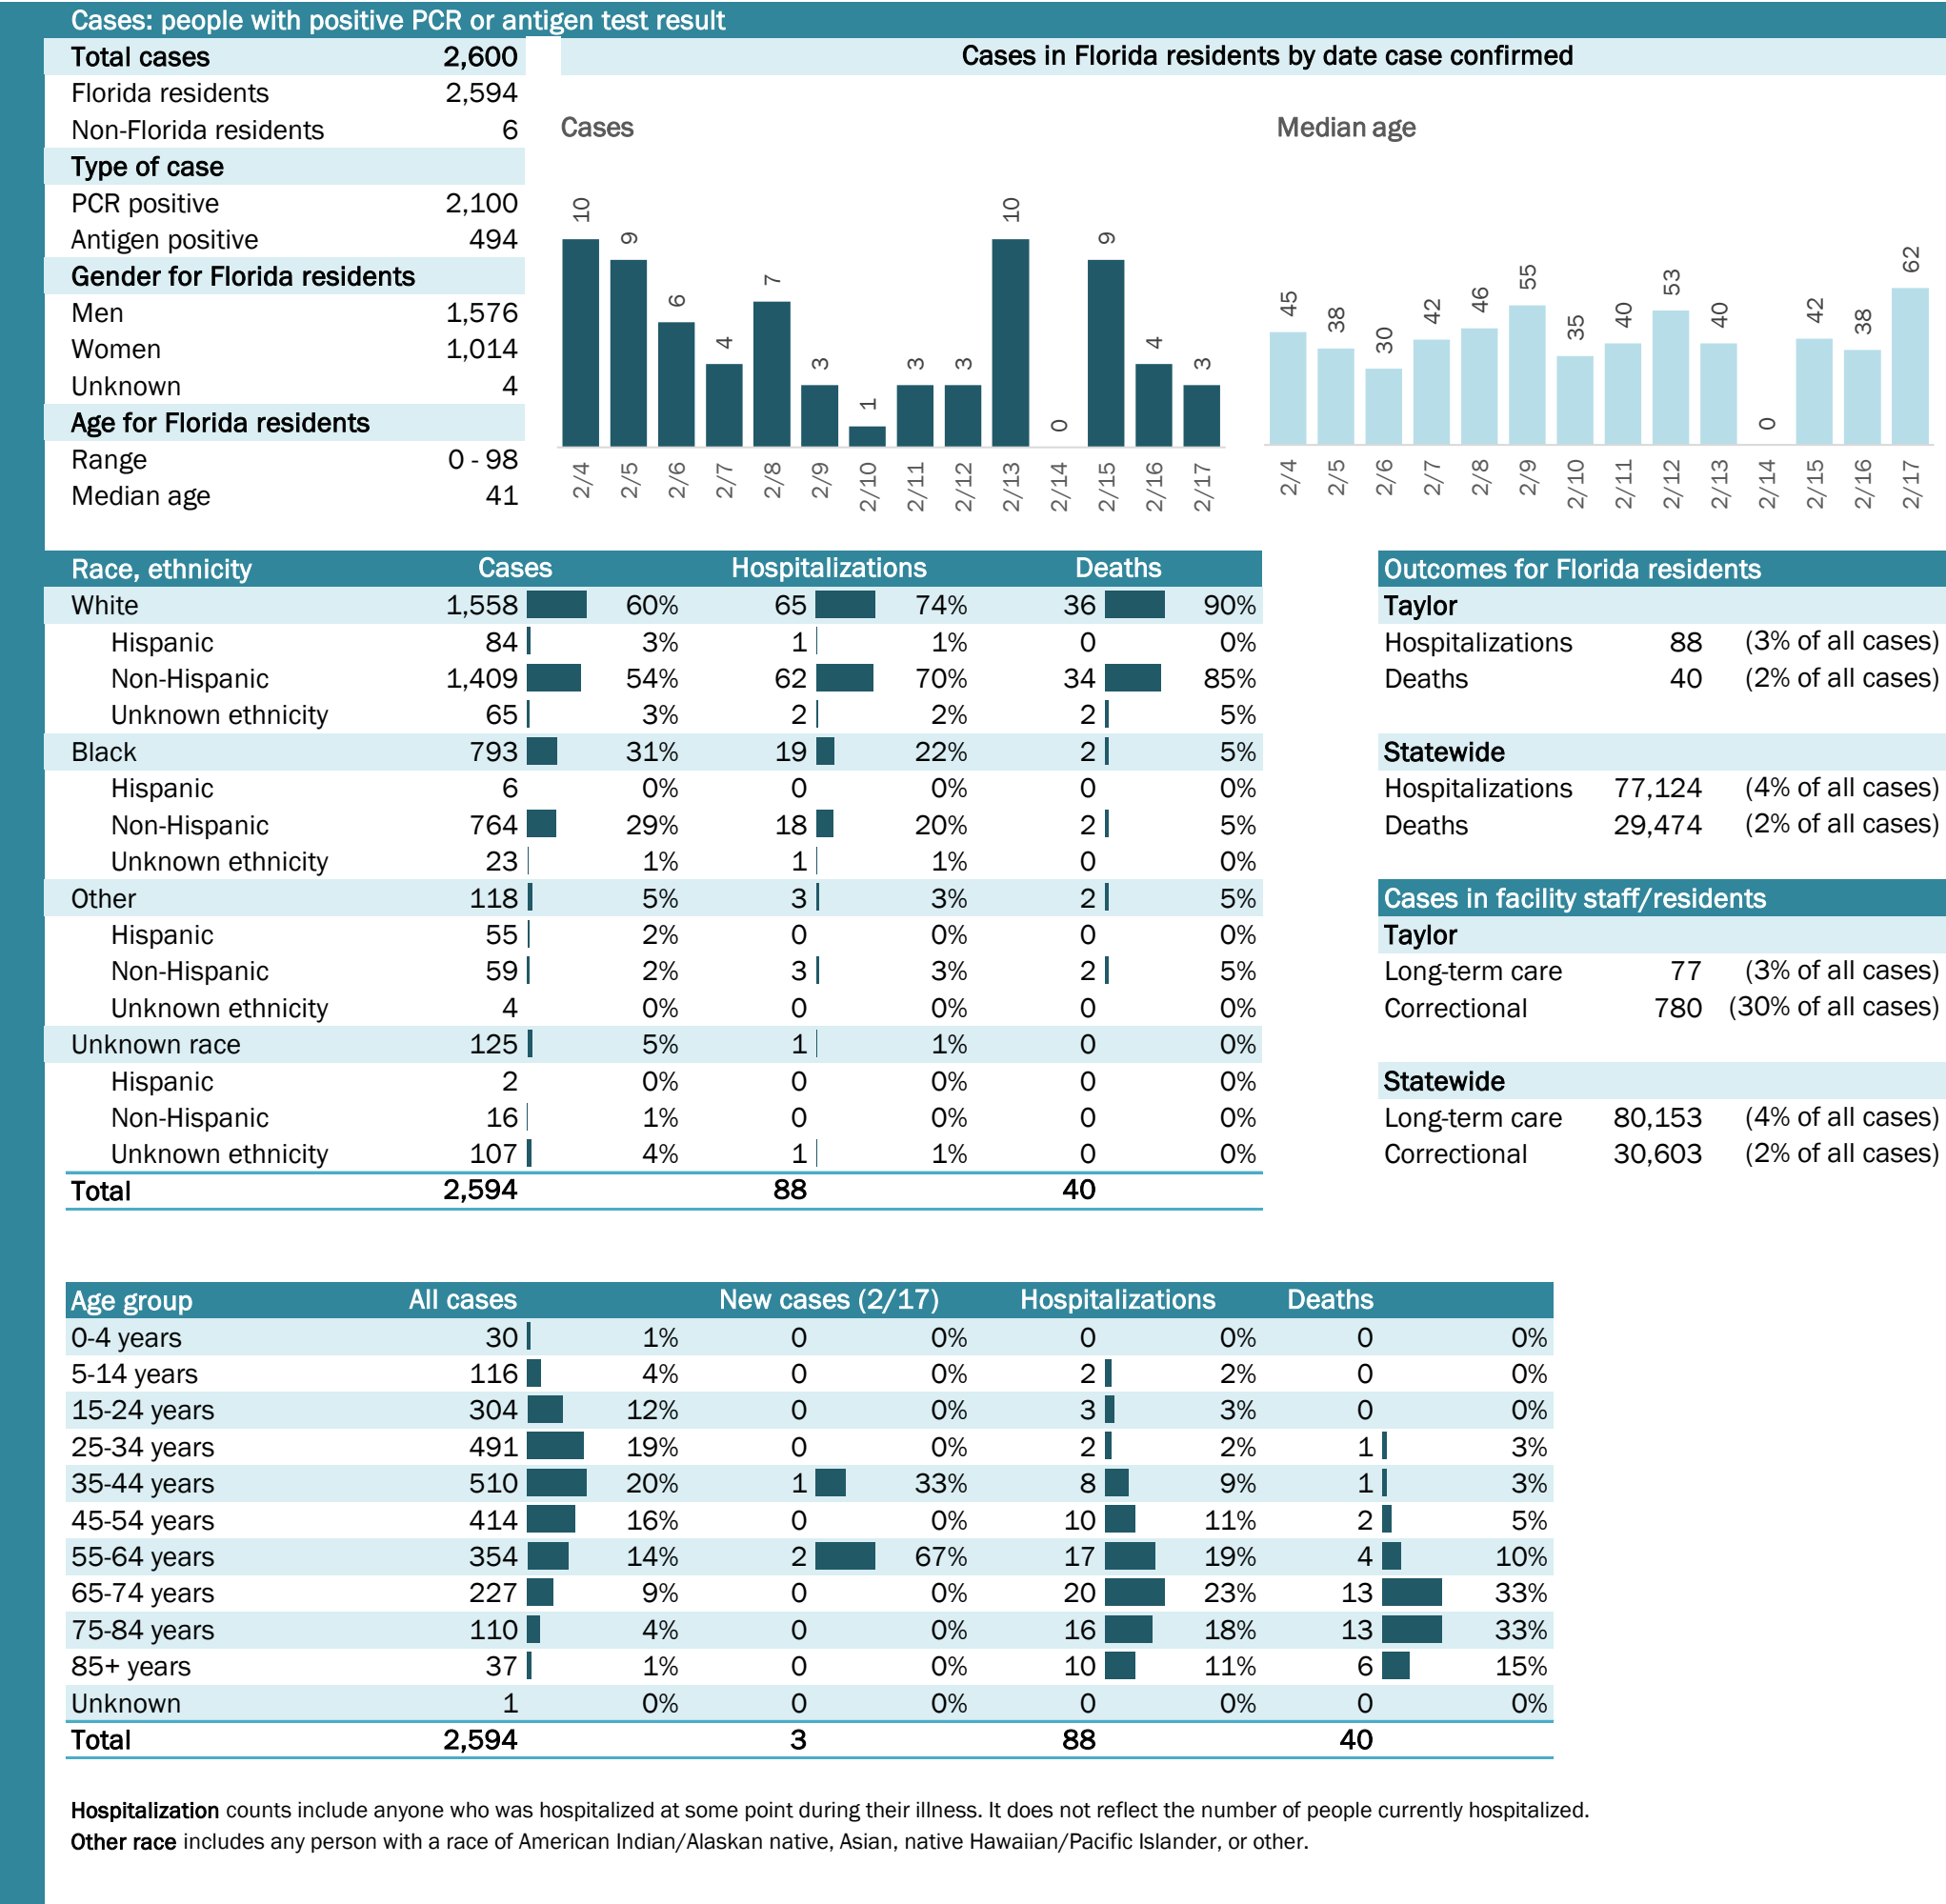 Cases: people with positive PCR or antigen test result
Total cases 2,600
Florida residents 2,594
Non-Florida residents 6
Type of case
PCR positive 2,100
Antigen positive 494
Gender for Florida residents
Men 1,576
Women 1,014
Unknown 4
Age for Florida residents
Range 0 - 98
Median age 41
Cases in Florida residents by date case confirmed
Cases
10 9 6 4 7 3 1 3 3 10 0 9 4 3
2/4 2/5 2/6 2/7 2/8 2/9 2/10 2/11 2/12 2/13 2/14 2/15 2/16 2/17
Median age
45 38 30 42 46 55 35 40 53 40 0 42 38 62
2/4 2/5 2/6 2/7 2/8 2/9 2/10 2/11 2/12 2/13 2/14 2/15 2/16 2/17
Race, ethnicity Cases Hospitalizations Deaths
White 1,558 60% 65 74% 36 90%
Hispanic 84 3% 1 1% 0 0%
Non-Hispanic 1,409 54% 62 70% 34 85%
Unknown ethnicity 65 3% 2 2% 2 5%
Black 793 31% 19 22% 2 5%
Hispanic 6 0% 0 0% 0 0%
Non-Hispanic 764 29% 18 20% 2 5%
Unknown ethnicity 23 1% 1 1% 0 0%
Other 118 5% 3 3% 2 5%
Hispanic 55 2% 0 0% 0 0%
Non-Hispanic 59 2% 3 3% 2 5%
Unknown ethnicity 4 0% 0 0% 0 0%
Unknown race 125 5% 1 1% 0 0%
Hispanic 2 0% 0 0% 0 0%
Non-Hispanic 16 1% 0 0% 0 0%
Unknown ethnicity 107 4% 1 1% 0 0%
Total 2,594 88 40
Outcomes for Florida residents
Taylor
Hospitalizations 88 (3% of all cases)
Deaths 40 (2% of all cases)
Statewide
Hospitalizations 77,124 (4% of all cases)
Deaths 29,474 (2% of all cases)
Cases in facility staff/residents
Taylor
Long-term care 77 (3% of all cases)
Correctional 780 (30% of all cases)
Statewide
Long-term care 80,153 (4% of all cases)
Correctional 30,603 (2% of all cases)
Age group All cases New cases (2/17) Hospitalizations Deaths
0-4 years 30 1% 0 0% 0 0% 0 0%
5-14 years 116 4% 0 0% 2 2% 0 0%
15-24 years 304 12% 0 0% 3 3% 0 0%
25-34 years 491 19% 0 0% 2 2% 1 3%
35-44 years 510 20% 1 33% 8 9% 1 3%
45-54 years 414 16% 0 0% 10 11% 2 5%
55-64 years 354 14% 2 67% 17 19% 4 10%
65-74 years 227 9% 0 0% 20 23% 13 33%
75-84 years 110 4% 0 0% 16 18% 13 33%
85+ years 37 1% 0 0% 10 11% 6 15%
Unknown 1 0% 0 0% 0 0% 0 0%
Total 2,594 3 88 40
Hospitalization counts include anyone who was hospitalized at some point during their illness. It does not reflect the number of people currently hospitalized.
Other race includes any person with a race of American Indian/Alaskan native, Asian, native Hawaiian/Pacific Islander, or other.